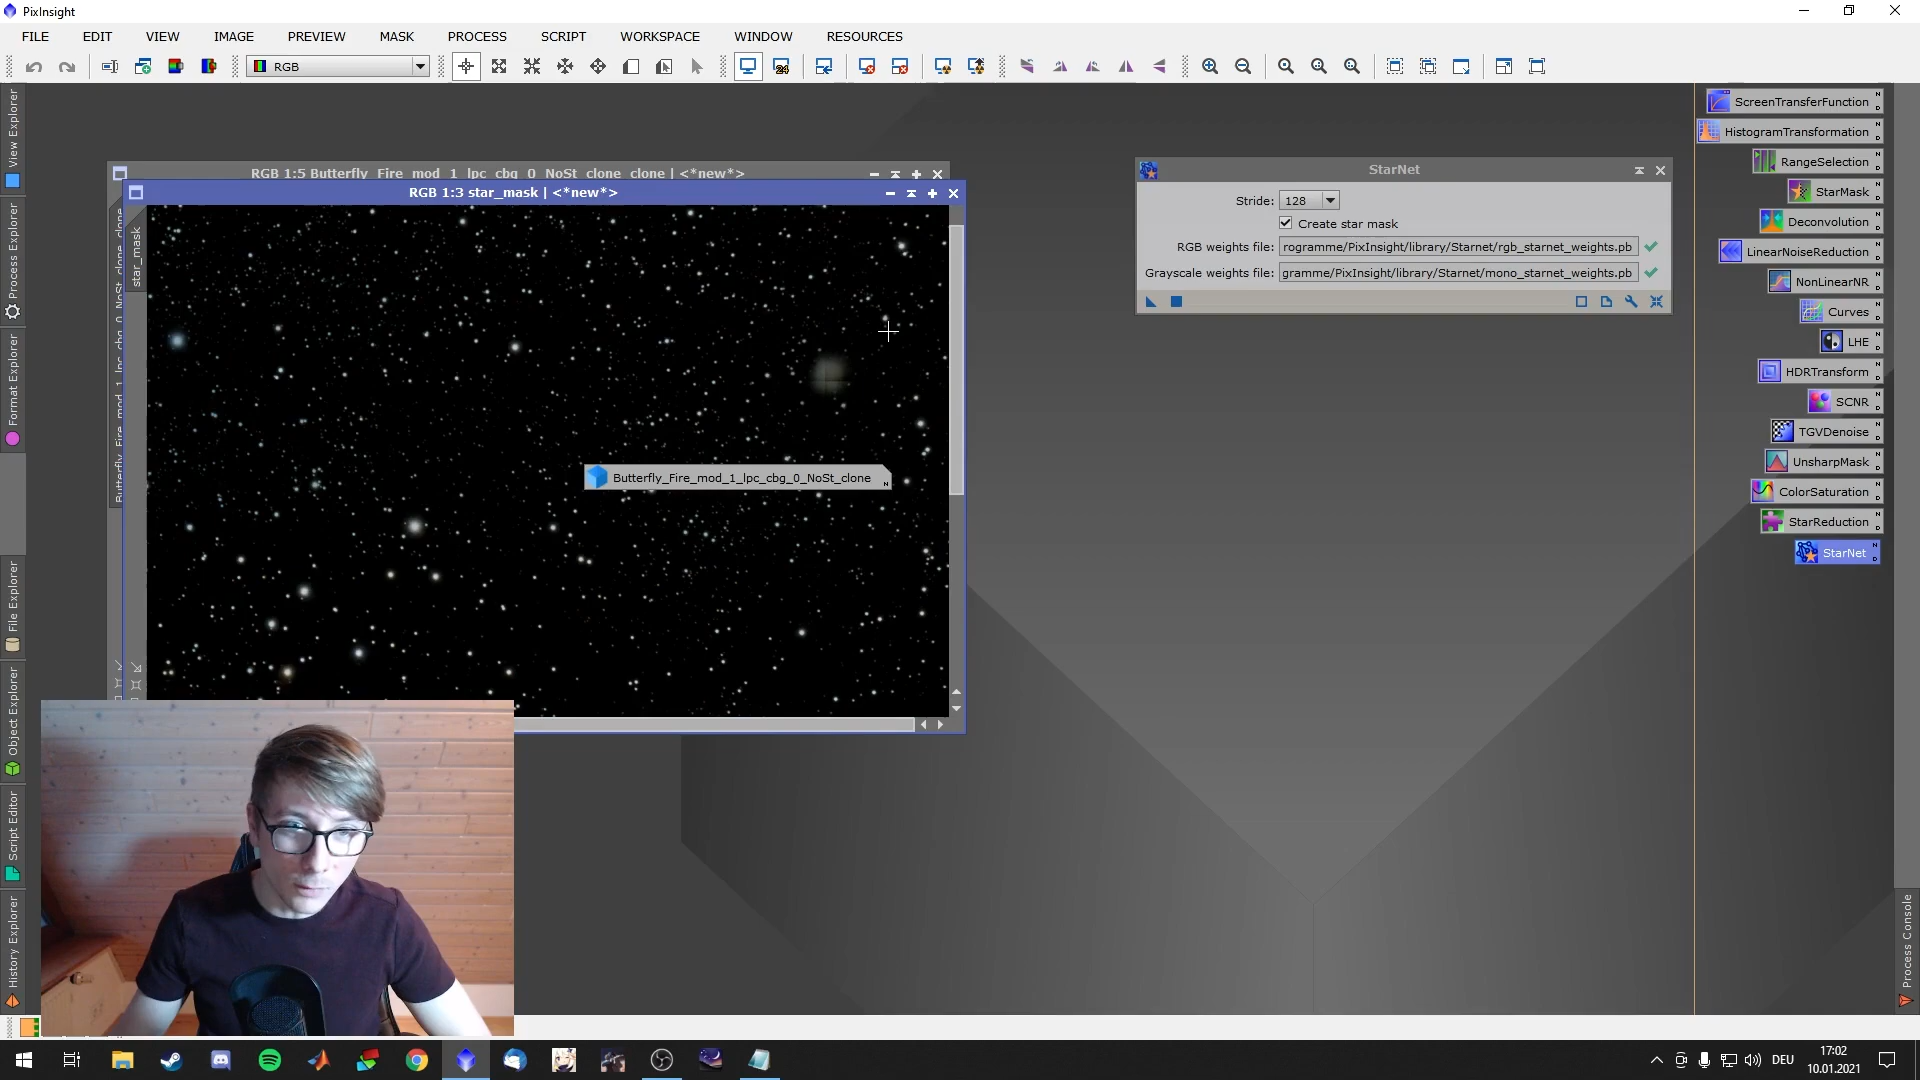 PixInsight
FILE EDIT VIEW IMAGE PREVIEW MASK PROCESS SCRIPT WORKSPACE WINDOW RESOURCES
RGB
24
View Explorer
Process Explorer
Format Explorer
File Explorer
Object Explorer
Script Editor
History Explorer
RGB 1:5 Butterfly_Fire_mod_1_lpc_cbg_0_NoSt_clone_clone | <*new*>
RGB 1:3 star_mask | <*new*>
star_mask
Butterfly_Fire_mod_1_lpc_cbg_0_NoSt_clone_clone
Butterfly_Fire_mod_1_lpc_cbg_0_NoSt_clone
N
StarNet
Stride: 128
Create star mask
RGB weights file: rogramme/PixInsight/library/Starnet/rgb_starnet_weights.pb
Grayscale weights file: gramme/PixInsight/library/Starnet/mono_starnet_weights.pb
ScreenTransferFunction
HistogramTransformation
RangeSelection
StarMask
Deconvolution
LinearNoiseReduction
NonLinearNR
Curves
LHE
HDRTransform
SCNR
TGVDenoise
UnsharpMask
ColorSaturation
StarReduction
StarNet
Process Console
DEU
17:02
10.01.2021